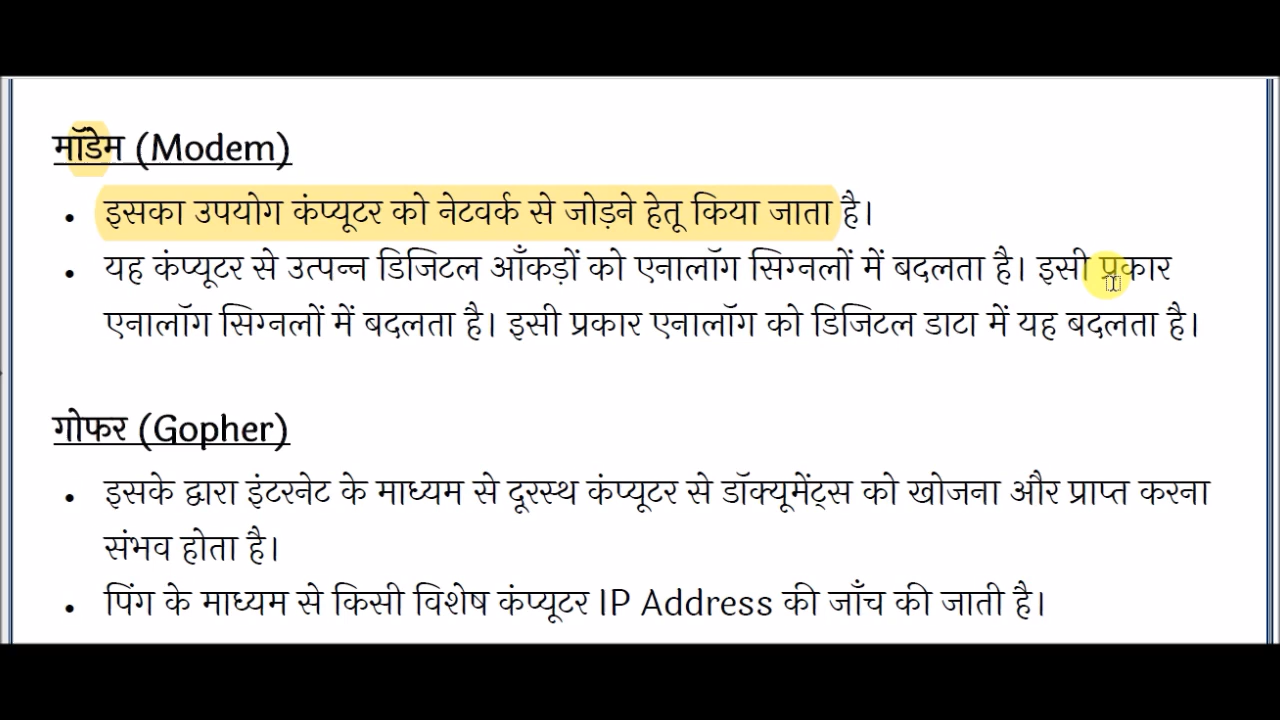 मॉडेम (Modem)
• इसका उपयोग कंप्यूटर को नेटवर्क से जोड़ने हेतू किया जाता है।
• यह कंप्यूटर से उत्पन्न डिजिटल आँकड़ों को एनालॉग सिग्नलों में बदलता है। इसी प्रकार
एनालॉग सिग्नलों में बदलता है। इसी प्रकार एनालॉग को डिजिटल डाटा में यह बदलता है।
गोफर (Gopher)
• इसके द्वारा इंटरनेट के माध्यम से दूरस्थ कंप्यूटर से डॉक्यूमेंट्स को खोजना और प्राप्त करना
संभव होता है।
• पिंग के माध्यम से किसी विशेष कंप्यूटर IP Address की जाँच की जाती है।